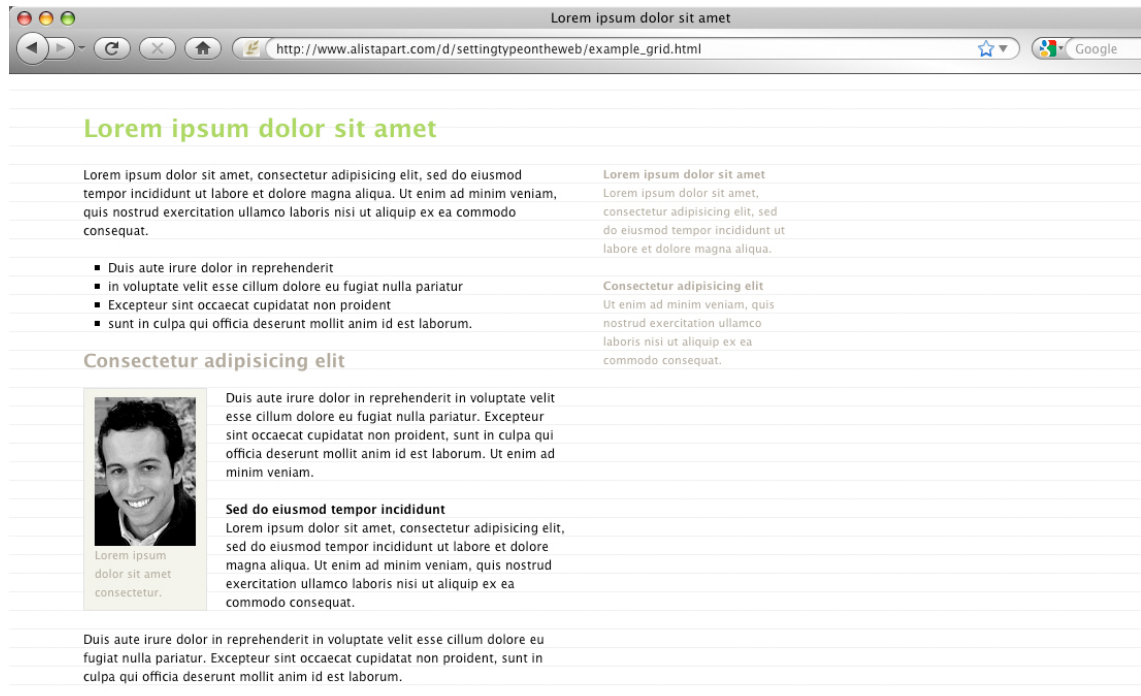 Lorem ipsum dolor sit amet
http://www.alistapart.com/d/settingtypeontheweb/example_grid.html
Google
Lorem ipsum dolor sit amet
Lorem ipsum dolor sit amet, consectetur adipisicing elit, sed do eiusmod
tempor incididunt ut labore et dolore magna aliqua. Ut enim ad minim veniam,
quis nostrud exercitation ullamco laboris nisi ut aliquip ex ea commodo
consequat.
Duis aute irure dolor in reprehenderit
in voluptate velit esse cillum dolore eu fugiat nulla pariatur
Excepteur sint occaecat cupidatat non proident
sunt in culpa qui officia deserunt mollit anim id est laborum.
Consectetur adipisicing elit
Duis aute irure dolor in reprehenderit in voluptate velit
esse cillum dolore eu fugiat nulla pariatur. Excepteur
sint occaecat cupidatat non proident, sunt in culpa qui
officia deserunt mollit anim id est laborum. Ut enim ad
minim veniam.
Sed do eiusmod tempor incididunt
Lorem ipsum dolor sit amet, consectetur adipisicing elit,
sed do eiusmod tempor incididunt ut labore et dolore
magna aliqua. Ut enim ad minim veniam, quis nostrud
exercitation ullamco laboris nisi ut aliquip ex ea
commodo consequat.
Lorem ipsum
dolor sit amet
consectetur.
Duis aute irure dolor in reprehenderit in voluptate velit esse cillum dolore eu
fugiat nulla pariatur. Excepteur sint occaecat cupidatat non proident, sunt in
culpa qui officia deserunt mollit anim id est laborum.
Lorem ipsum dolor sit amet
Lorem ipsum dolor sit amet,
consectetur adipisicing elit, sed
do eiusmod tempor incididunt ut
labore et dolore magna aliqua.
Consectetur adipisicing elit
Ut enim ad minim veniam, quis
nostrud exercitation ullamco
laboris nisi ut aliquip ex ea
commodo consequat.